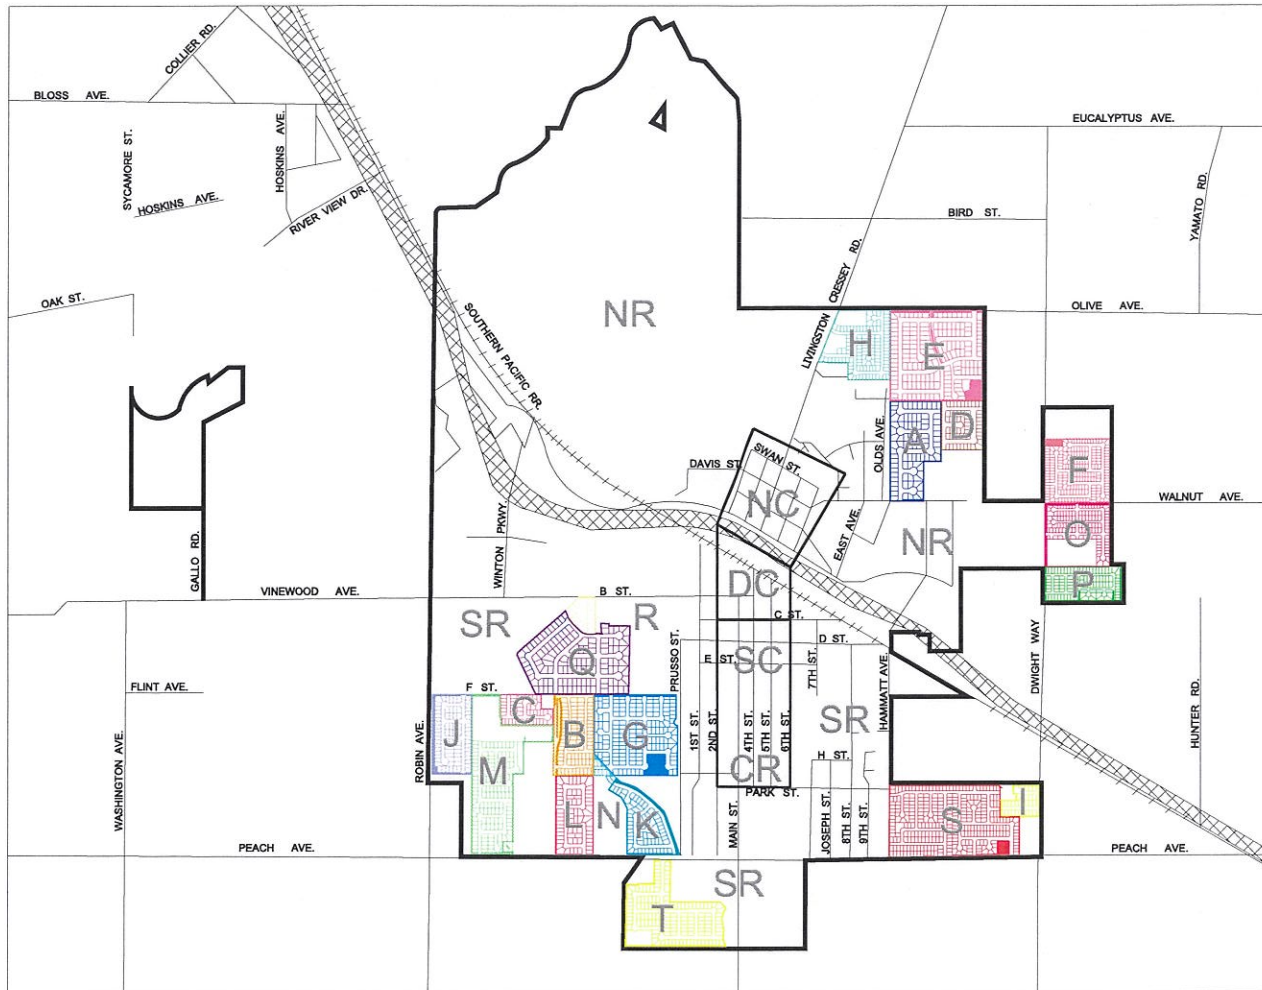 COLLIER RD.
BLOSS AVE.
EUCALYPTUS AVE.
SYCAMORE ST.
HOSKINS AVE.
HOSKINS AVE.
RIVER VIEW DR.
YAMATO RD.
BIRD ST.
LIVINGSTON CRESSEY RD.
OAK ST.
SOUTHERN PACIFIC RR.
NR
OLIVE AVE.
H
E
OLDS AVE.
A
D
DAVIS ST.
SWAN ST.
F
NC
WALNUT AVE.
WINTON PKWY.
EAST AVE.
NR
O
GALLO RD.
DC
P
VINEWOOD AVE.
B ST.
C ST.
SR
R
D ST.
Q
PRUSSO ST.
E ST.
SC
7TH ST.
HAMMATT AVE.
DWIGHT WAY
FLINT AVE.
F ST.
C
J
B
G
1ST ST.
2ND ST.
4TH ST.
5TH ST.
6TH ST.
SR
HUNTER RD.
ROBIN AVE.
WASHINGTON AVE.
M
CR
H ST.
PARK ST.
L
N
K
MAIN ST.
JOSEPH ST.
8TH ST.
9TH ST.
S
I
PEACH AVE.
PEACH AVE.
SR
T